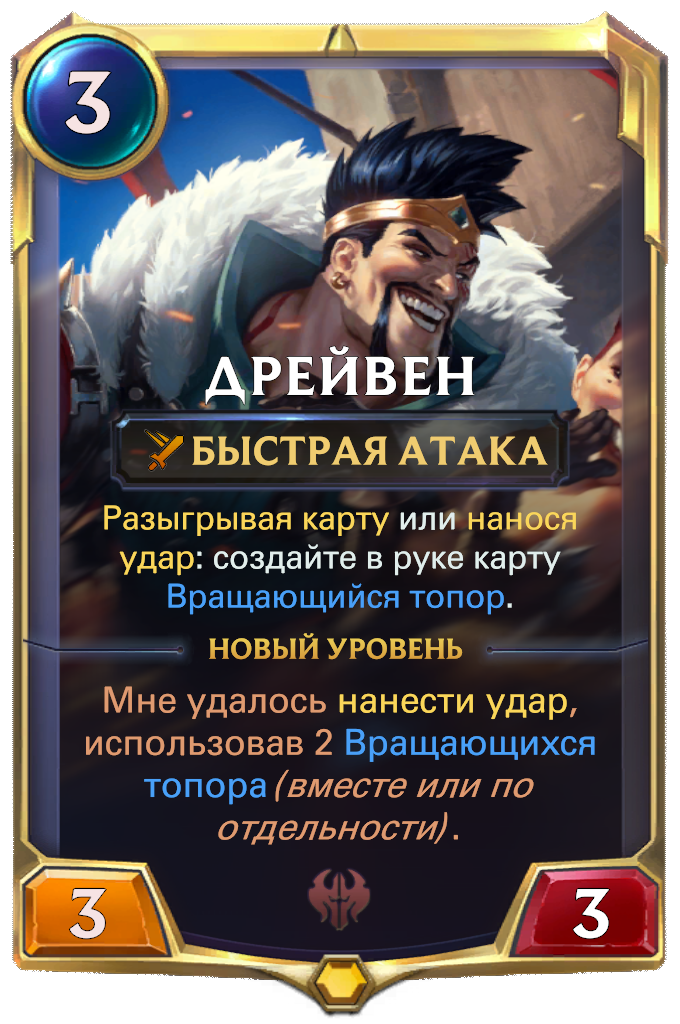 3
ДРЕЙВЕН
БЫСТРАЯ АТАКА
Разыгрывая карту или нанося
удар: создайте в руке карту
Вращающийся топор.
НОВЫЙ УРОВЕНЬ
Мне удалось нанести удар,
использовав 2 Вращающихся
топора (вместе или по
отдельности).
3
3